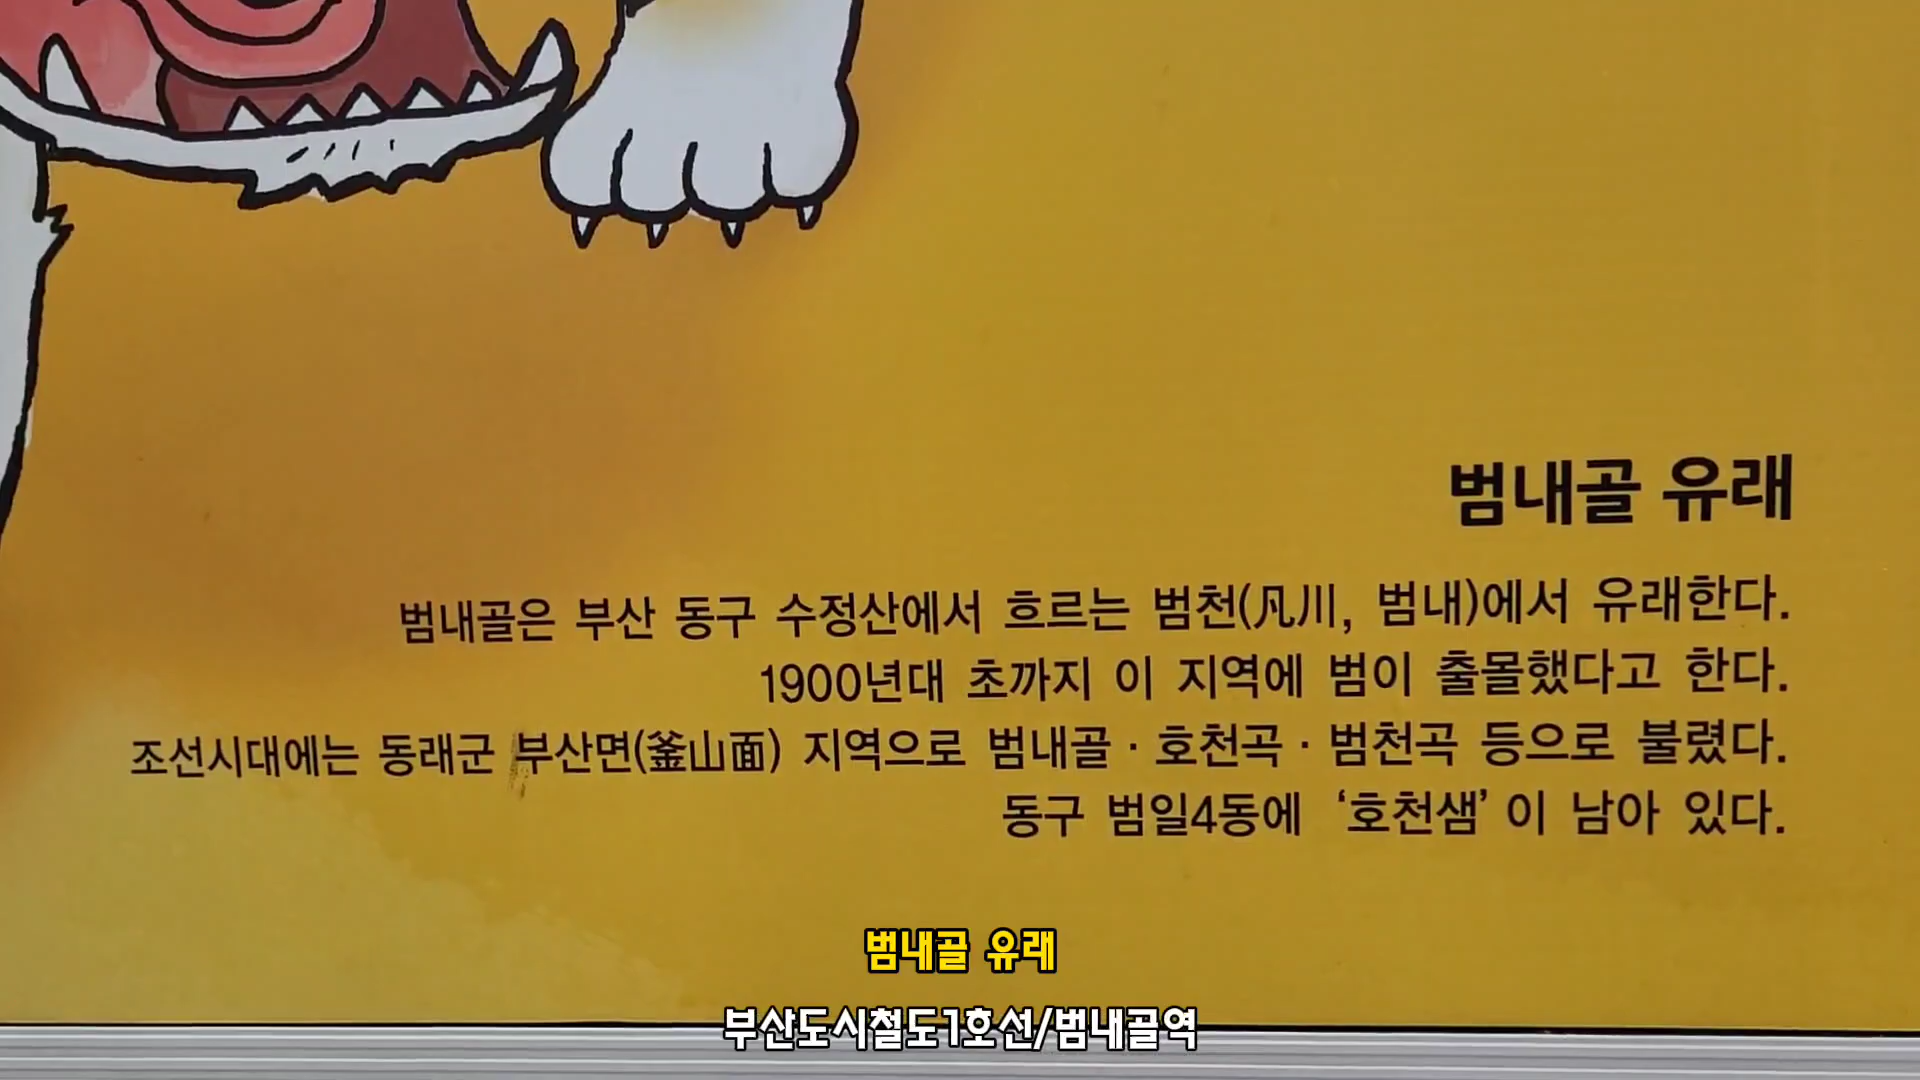 범내골 유래
범내골은 부산 동구 수정산에서 흐르는 범천(凡川, 범내)에서 유래한다.
1900년대 초까지 이 지역에 범이 출몰했다고 한다.
조선시대에는 동래군 부산면(釜山面) 지역으로 범내골 · 호천곡 · 범천곡 등으로 불렸다.
동구 범일4동에 ‘호천샘’이 남아 있다.
범내골 유래
부산도시철도1호선/범내골역